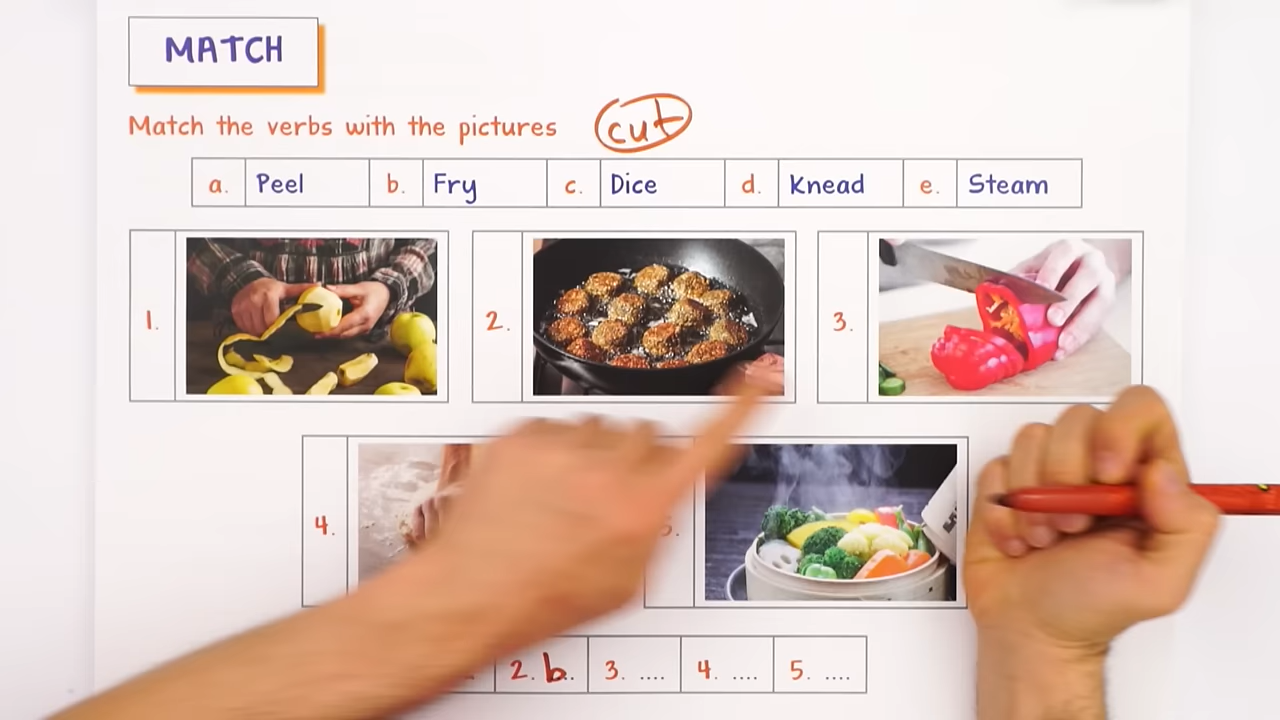 MATCH
Match the verbs with the pictures cut
a. Peel b. Fry c. Dice d. Knead e. Steam
1. 2. 3.
4. 5.
2. b. 3. .... 4. .... 5. ....